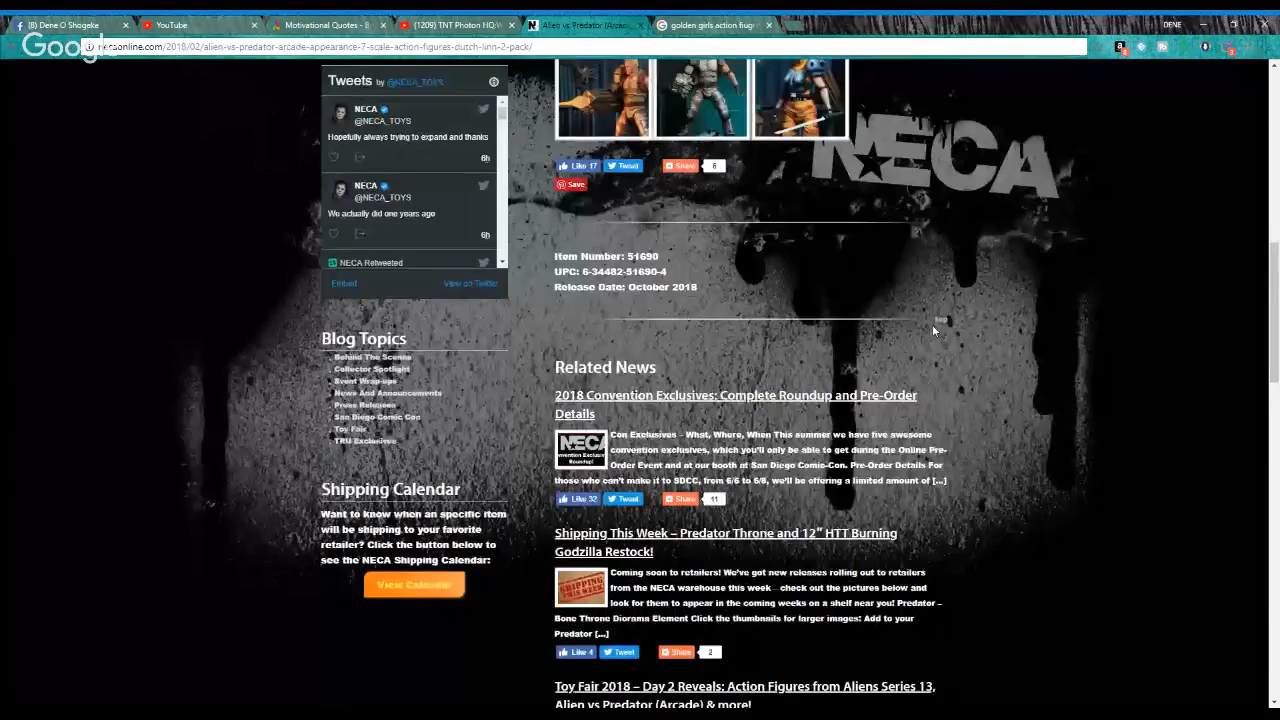 (8) Dene O Shogeke
YouTube
Motivational Quotes - B
(1209) TNT Photon HQ:W
Alien vs Predator (Arcad
golden girls action fiugr
DENE
Google
necaonline.com/2018/02/alien-vs-predator-arcade-appearance-7-scale-action-figures-dutch-linn-2-pack/
Tweets by @NECA_TOYS
NECA
@NECA_TOYS
Hopefully always trying to expand and thanks
6h
NECA
@NECA_TOYS
We actually did one years ago
6h
NECA Retweeted
Embed
View on Twitter
NECA
Like 17
Tweet
Share
6
Save
Item Number: 51690
UPC: 6-34482-51690-4
Release Date: October 2018
top
Blog Topics
Behind The Scenes
Collector Spotlight
Event Wrap-ups
News And Announcements
Press Releases
San Diego Comic Con
Toy Fair
TRU Exclusives
Shipping Calendar
Want to know when an specific item
will be shipping to your favorite
retailer? Click the button below to
see the NECA Shipping Calendar:
View Calendar
Related News
2018 Convention Exclusives: Complete Roundup and Pre-Order
Details
Con Exclusives – What, Where, When This summer we have five awesome
convention exclusives, which you'll only be able to get during the Online Pre-
Order Event and at our booth at San Diego Comic-Con. Pre-Order Details For
those who can't make it to SDCC, from 6/6 to 6/8, we'll be offering a limited amount of [...]
Like 32
Tweet
Share
11
Shipping This Week – Predator Throne and 12″ HTT Burning
Godzilla Restock!
SHIPPING
THIS WEEK
Coming soon to retailers! We've got new releases rolling out to retailers
from the NECA warehouse this week – check out the pictures below and
look for them to appear in the coming weeks on a shelf near you! Predator –
Bone Throne Diorama Element Click the thumbnails for larger images: Add to your
Predator [...]
Like 4
Tweet
Share
2
Toy Fair 2018 – Day 2 Reveals: Action Figures from Aliens Series 13,
Alien vs Predator (Arcade) & more!